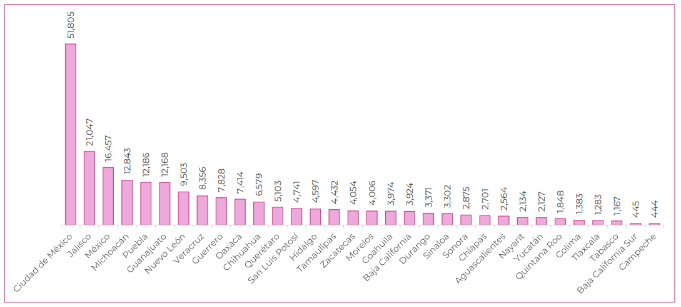 51,805
21,047
16,457
12,843
12,186
12,168
9,503
8,356
7,828
7,414
6,579
5,103
4,741
4,597
4,432
4,054
4,006
3,974
3,924
3,371
3,302
2,875
2,701
2,564
2,134
2,127
1,848
1,383
1,283
1,167
445
444
Ciudad de México
Jalisco
México
Michoacán
Puebla
Guanajuato
Nuevo León
Veracruz
Guerrero
Oaxaca
Chihuahua
Querétaro
San Luis Potosí
Hidalgo
Tamaulipas
Zacatecas
Morelos
Coahuila
Baja California
Durango
Sinaloa
Sonora
Chiapas
Aguascalientes
Nayarit
Yucatán
Quintana Roo
Colima
Tlaxcala
Tabasco
Baja California Sur
Campeche